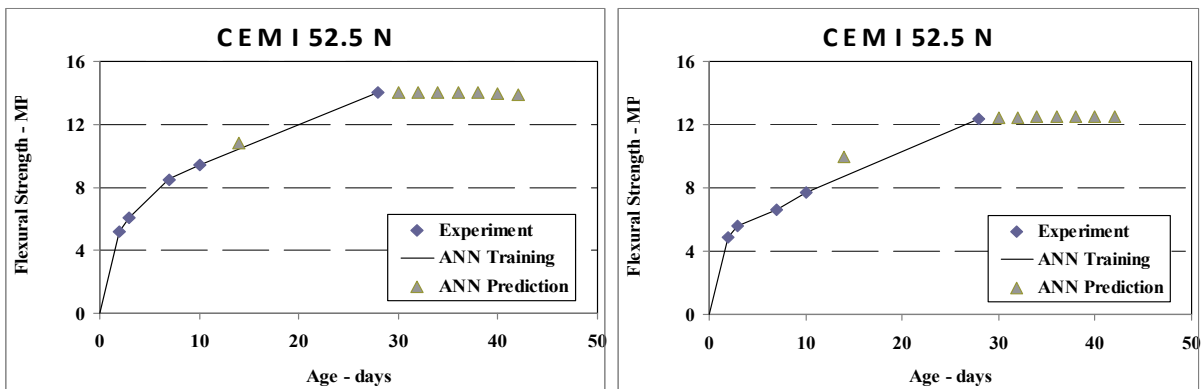 CEM I 52.5 N
16
12
8
4
0
Flexural Strength - MP
Experiment
ANN Training
ANN Prediction
0 10 20 30 40 50
Age - days
CEM I 52.5 N
16
12
8
4
0
Flexural Strength - MP
Experiment
ANN Training
ANN Prediction
0 10 20 30 40 50
Age - days